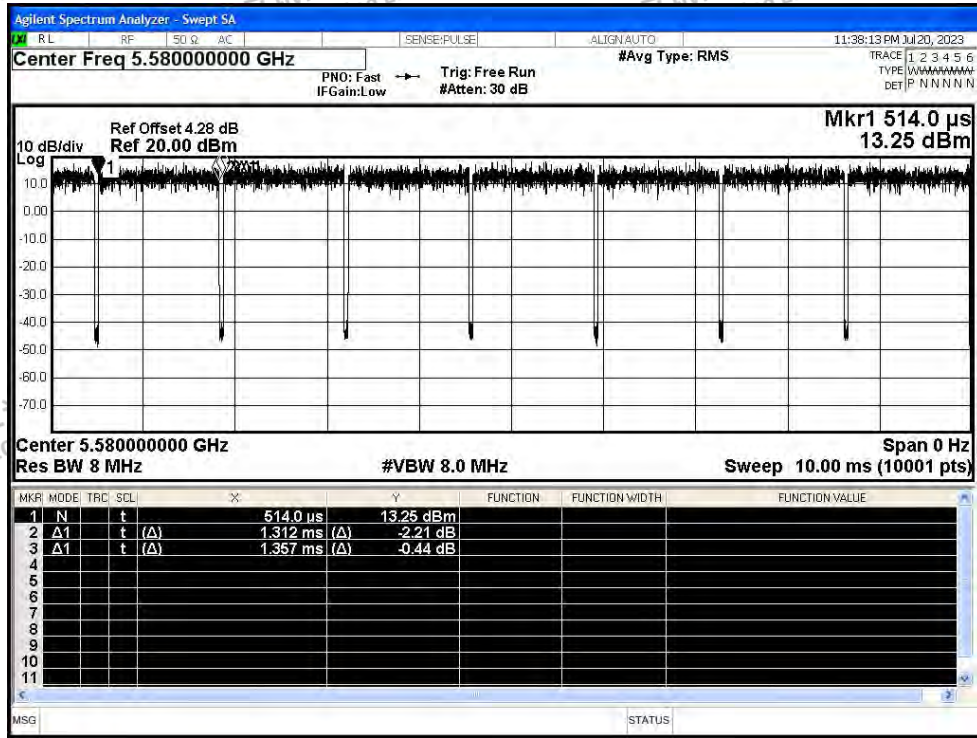 Agilent Spectrum Analyzer - Swept SA
LXI RL RF 50 Ω AC SENSE:PULSE ALIGN AUTO 11:38:13 PM Jul 20, 2023
Center Freq 5.580000000 GHz #Avg Type: RMS TRACE 1 2 3 4 5 6
PNO: Fast Trig: Free Run TYPE WWWWWW
IFGain:Low #Atten: 30 dB DET P N N N N N
Mkr1 514.0 µs
Ref Offset 4.28 dB
10 dB/div Ref 20.00 dBm 13.25 dBm
Log
1
10.0
0.00
-10.0
-20.0
-30.0
-40.0
-50.0
-60.0
-70.0
Center 5.580000000 GHz Span 0 Hz
Res BW 8 MHz #VBW 8.0 MHz Sweep 10.00 ms (10001 pts)
MKR MODE TRC SCL X Y FUNCTION FUNCTION WIDTH FUNCTION VALUE
1 N t 514.0 µs 13.25 dBm
2 Δ1 t (Δ) 1.312 ms (Δ) -2.21 dB
3 Δ1 t (Δ) 1.357 ms (Δ) -0.44 dB
4
5
6
7
8
9
10
11
MSG STATUS